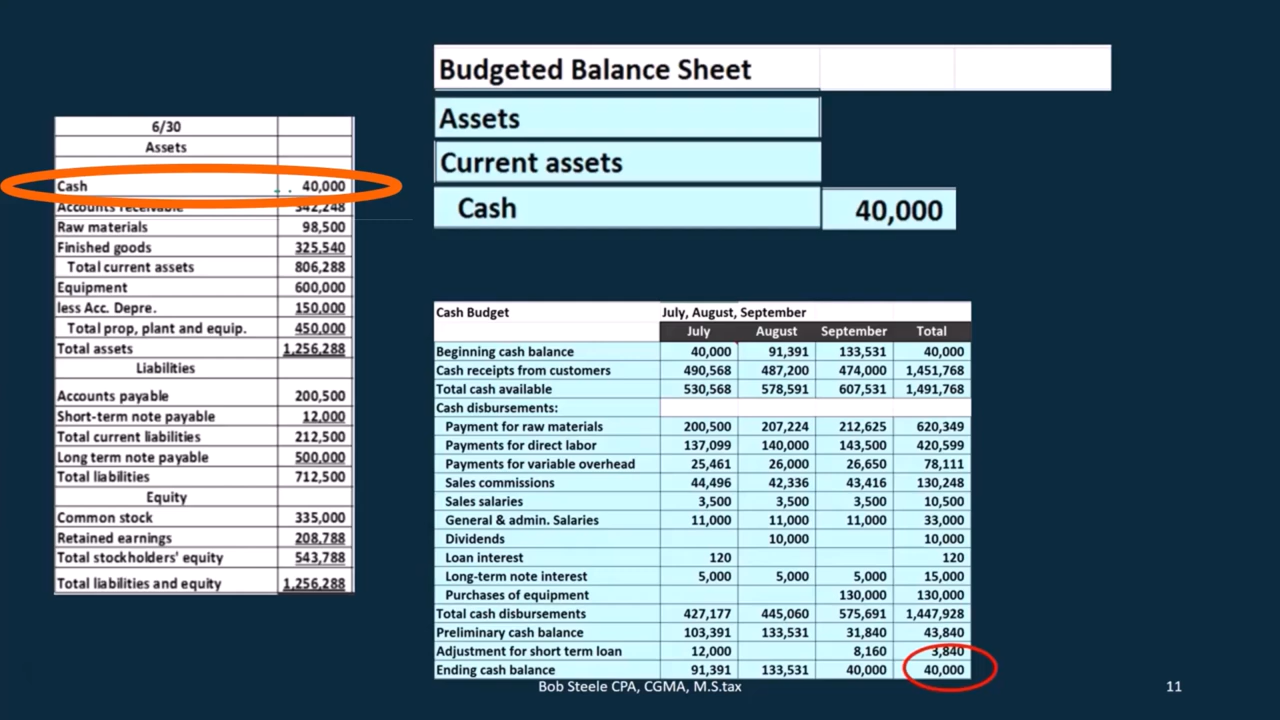 Budgeted Balance Sheet
Assets
Current assets
Cash 40,000
6/30
Assets
Cash 40,000
Accounts receivable 342,248
Raw materials 98,500
Finished goods 325,540
Total current assets 806,288
Equipment 600,000
less Acc. Depre. 150,000
Total prop, plant and equip. 450,000
Total assets 1,256,288
Liabilities
Accounts payable 200,500
Short-term note payable 12,000
Total current liabilities 212,500
Long term note payable 500,000
Total liabilities 712,500
Equity
Common stock 335,000
Retained earnings 208,788
Total stockholders' equity 543,788
Total liabilities and equity 1,256,288
Cash Budget July, August, September
July August September Total
Beginning cash balance 40,000 91,391 133,531 40,000
Cash receipts from customers 490,568 487,200 474,000 1,451,768
Total cash available 530,568 578,591 607,531 1,491,768
Cash disbursements:
Payment for raw materials 200,500 207,224 212,625 620,349
Payments for direct labor 137,099 140,000 143,500 420,599
Payments for variable overhead 25,461 26,000 26,650 78,111
Sales commissions 44,496 42,336 43,416 130,248
Sales salaries 3,500 3,500 3,500 10,500
General & admin. Salaries 11,000 11,000 11,000 33,000
Dividends 10,000 10,000
Loan interest 120 120
Long-term note interest 5,000 5,000 5,000 15,000
Purchases of equipment 130,000 130,000
Total cash disbursements 427,177 445,060 575,691 1,447,928
Preliminary cash balance 103,391 133,531 31,840 43,840
Adjustment for short term loan 12,000 8,160 3,840
Ending cash balance 91,391 133,531 40,000 40,000
Bob Steele CPA, CGMA, M.S.tax
11